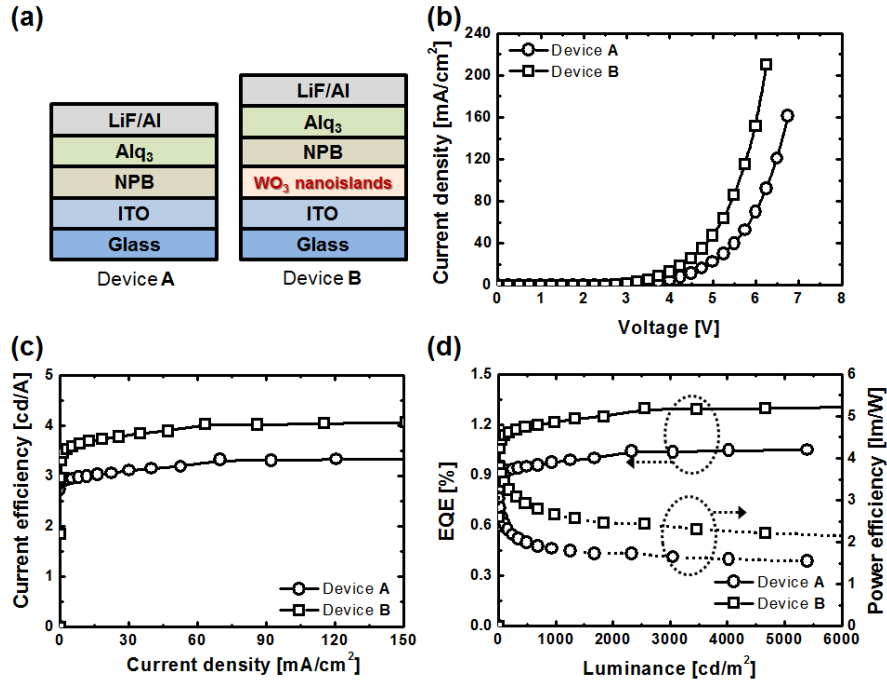 (a)
LiF/Al
Alq3
NPB
ITO
Glass
Device A
LiF/Al
Alq3
NPB
WO3 nanoislands
ITO
Glass
Device B
(b)
Current density [mA/cm2]
240
200
160
120
80
40
0
0 1 2 3 4 5 6 7 8
Voltage [V]
Device A
Device B
(c)
Current efficiency [cd/A]
5
4
3
2
1
0
0 30 60 90 120 150
Current density [mA/cm2]
Device A
Device B
(d)
EQE [%]
1.5
1.2
0.9
0.6
0.3
0.0
0 1000 2000 3000 4000 5000 6000
Luminance [cd/m2]
6
5
4
3
2
1
0
Power efficiency [lm/W]
Device A
Device B